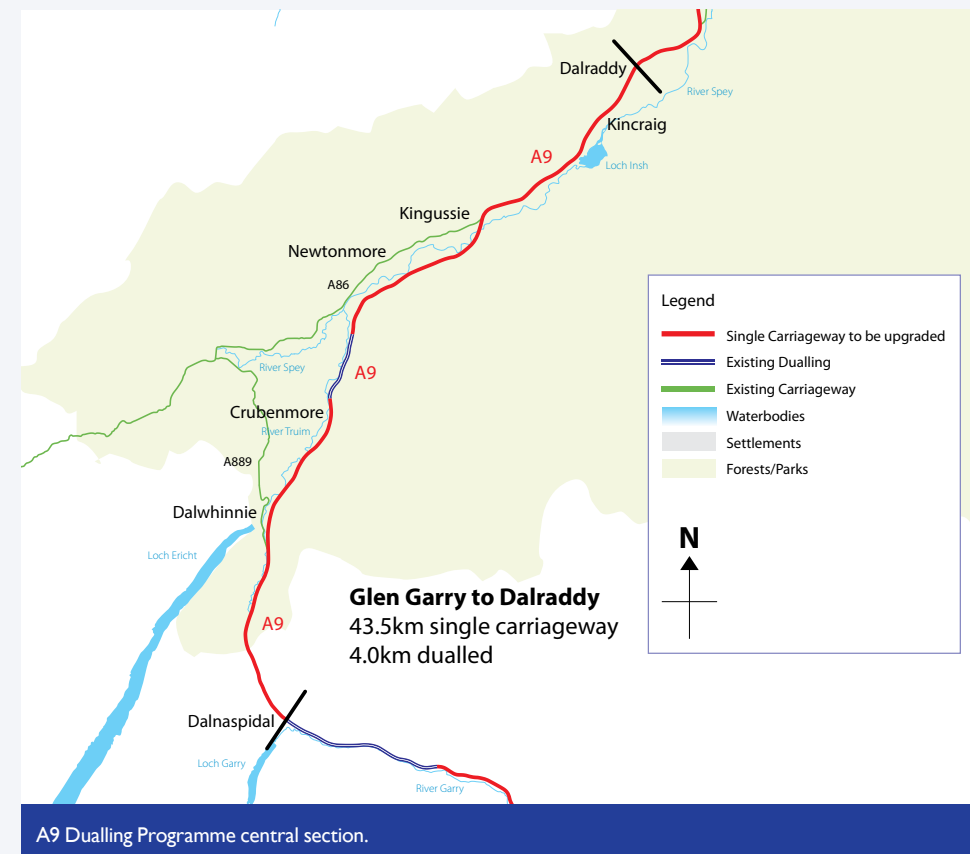 Dalraddy
River Spey
Kincraig
A9
Loch Insh
Kingussie
Newtonmore
A86
River Spey
A9
Crubenmore
River Truim
A889
Dalwhinnie
Loch Ericht
A9
Glen Garry to Dalraddy
43.5km single carriageway
4.0km dualled
Dalnaspidal
Loch Garry
River Garry
Legend
Single Carriageway to be upgraded
Existing Dualling
Existing Carriageway
Waterbodies
Settlements
Forests/Parks
N
A9 Dualling Programme central section.